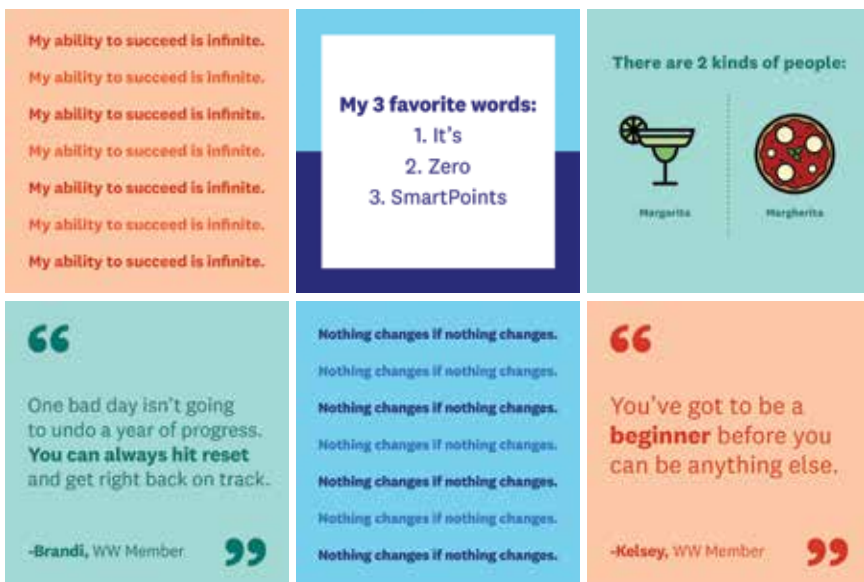 My ability to succeed is infinite.
My ability to succeed is infinite.
My ability to succeed is infinite.
My ability to succeed is infinite.
My ability to succeed is infinite.
My ability to succeed is infinite.
My ability to succeed is infinite.
My 3 favorite words:
1. It's
2. Zero
3. SmartPoints
There are 2 kinds of people:
Margarita
Margherita
“
One bad day isn't going
to undo a year of progress.
You can always hit reset
and get right back on track.
-Brandi, WW Member
”
Nothing changes if nothing changes.
Nothing changes if nothing changes.
Nothing changes if nothing changes.
Nothing changes if nothing changes.
Nothing changes if nothing changes.
Nothing changes if nothing changes.
Nothing changes if nothing changes.
“
You've got to be a
beginner before you
can be anything else.
-Kelsey, WW Member
”